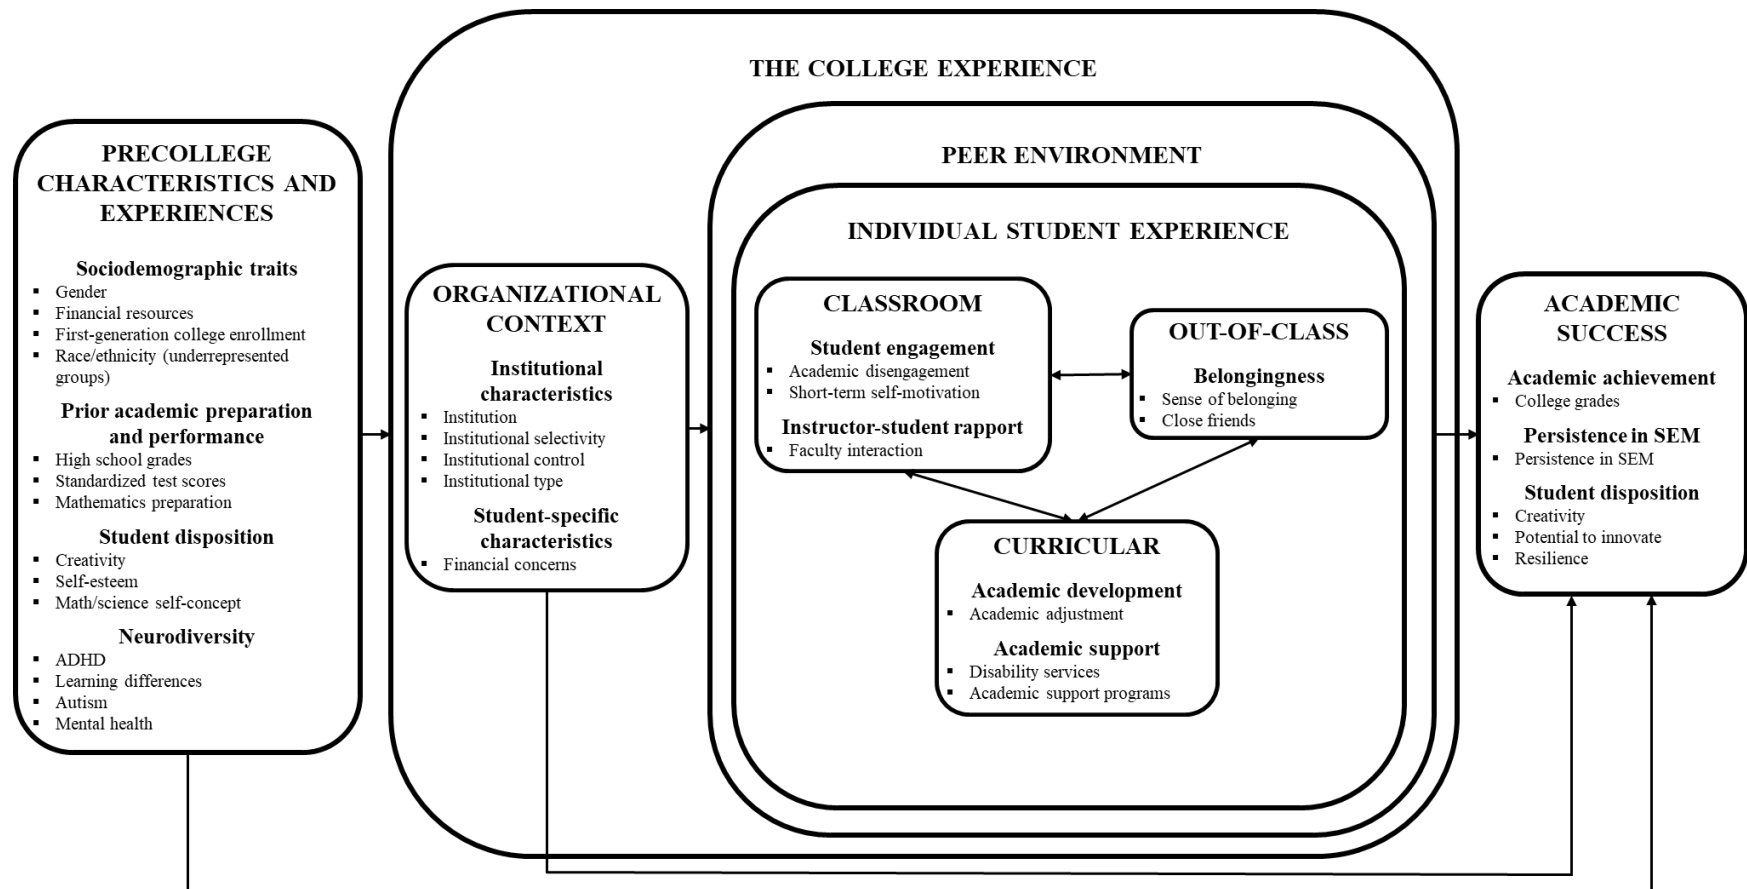 THE COLLEGE EXPERIENCE
PRECOLLEGE
CHARACTERISTICS AND
EXPERIENCES
Sociodemographic traits
▪ Gender
▪ Financial resources
▪ First-generation college enrollment
▪ Race/ethnicity (underrepresented
groups)
Prior academic preparation
and performance
▪ High school grades
▪ Standardized test scores
▪ Mathematics preparation
Student disposition
▪ Creativity
▪ Self-esteem
▪ Math/science self-concept
Neurodiversity
▪ ADHD
▪ Learning differences
▪ Autism
▪ Mental health
ORGANIZATIONAL
CONTEXT
Institutional
characteristics
▪ Institution
▪ Institutional selectivity
▪ Institutional control
▪ Institutional type
Student-specific
characteristics
▪ Financial concerns
PEER ENVIRONMENT
INDIVIDUAL STUDENT EXPERIENCE
CLASSROOM
Student engagement
▪ Academic disengagement
▪ Short-term self-motivation
Instructor-student rapport
▪ Faculty interaction
OUT-OF-CLASS
Belongingness
▪ Sense of belonging
▪ Close friends
CURRICULAR
Academic development
▪ Academic adjustment
Academic support
▪ Disability services
▪ Academic support programs
ACADEMIC
SUCCESS
Academic achievement
▪ College grades
Persistence in SEM
▪ Persistence in SEM
Student disposition
▪ Creativity
▪ Potential to innovate
▪ Resilience